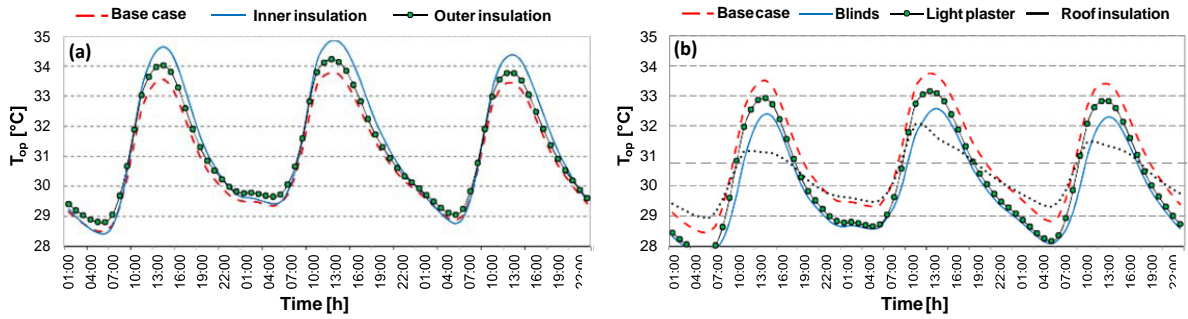 Base case Inner insulation Outer insulation
(a)
35
34
33
32
31
30
29
28
T_op [°C]
01:00 04:00 07:00 10:00 13:00 16:00 19:00 22:00 01:00 04:00 07:00 10:00 13:00 16:00 19:00 22:00 01:00 04:00 07:00 10:00 13:00 16:00 19:00 22:00
Time [h]
Base case Blinds Light plaster Roof insulation
(b)
35
34
33
32
31
30
29
28
T_op [°C]
01:00 04:00 07:00 10:00 13:00 16:00 19:00 22:00 01:00 04:00 07:00 10:00 13:00 16:00 19:00 22:00 01:00 04:00 07:00 10:00 13:00 16:00 19:00 22:00
Time [h]